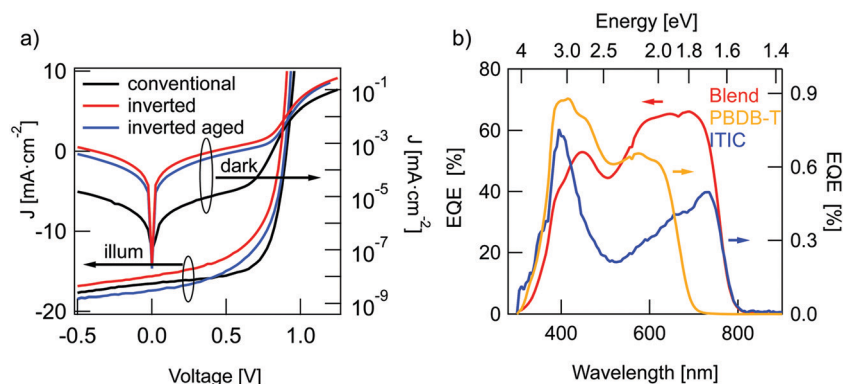 a)
10
0
-10
-20
J [mA·cm⁻²]
conventional
inverted
inverted aged
dark
illum
10⁻¹
10⁻³
10⁻⁵
10⁻⁷
10⁻⁹
J [mA·cm⁻²]
-0.5
0.0
0.5
1.0
Voltage [V]
b)
Energy [eV]
4
3.0
2.5
2.0
1.8
1.6
1.4
80
60
40
20
0
EQE [%]
Blend
PBDB-T
ITIC
0.9
0.6
0.3
0.0
EQE [%]
400
600
800
Wavelength [nm]